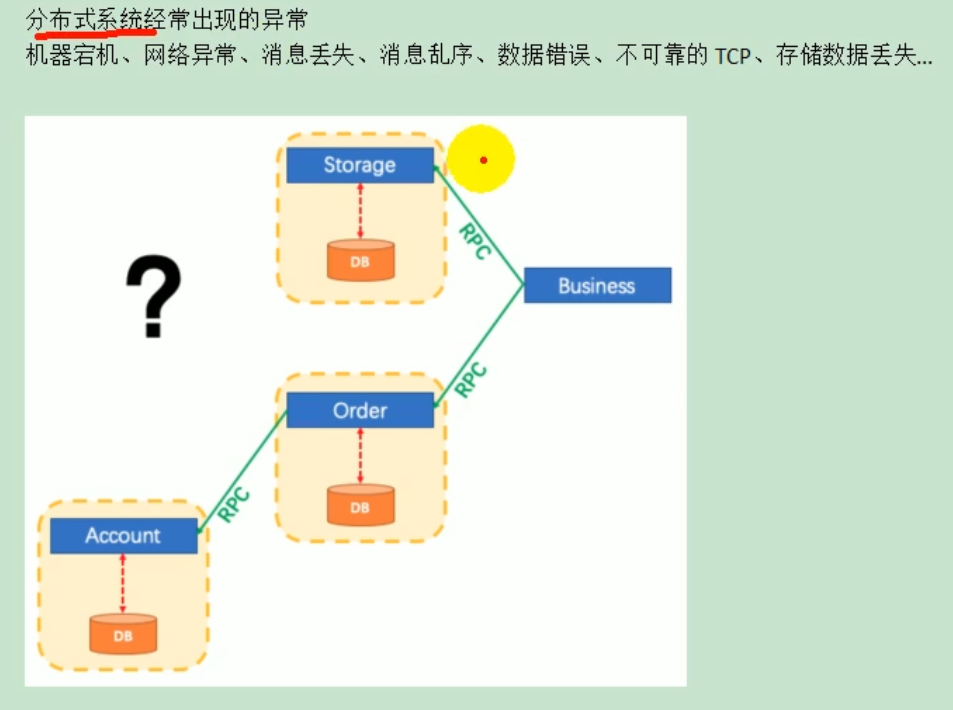 分布式系统经常出现的异常
机器宕机、网络异常、消息丢失、消息乱序、数据错误、不可靠的 TCP、存储数据丢失...
Storage
DB
RPC
?
Business
RPC
Order
DB
RPC
Account
DB